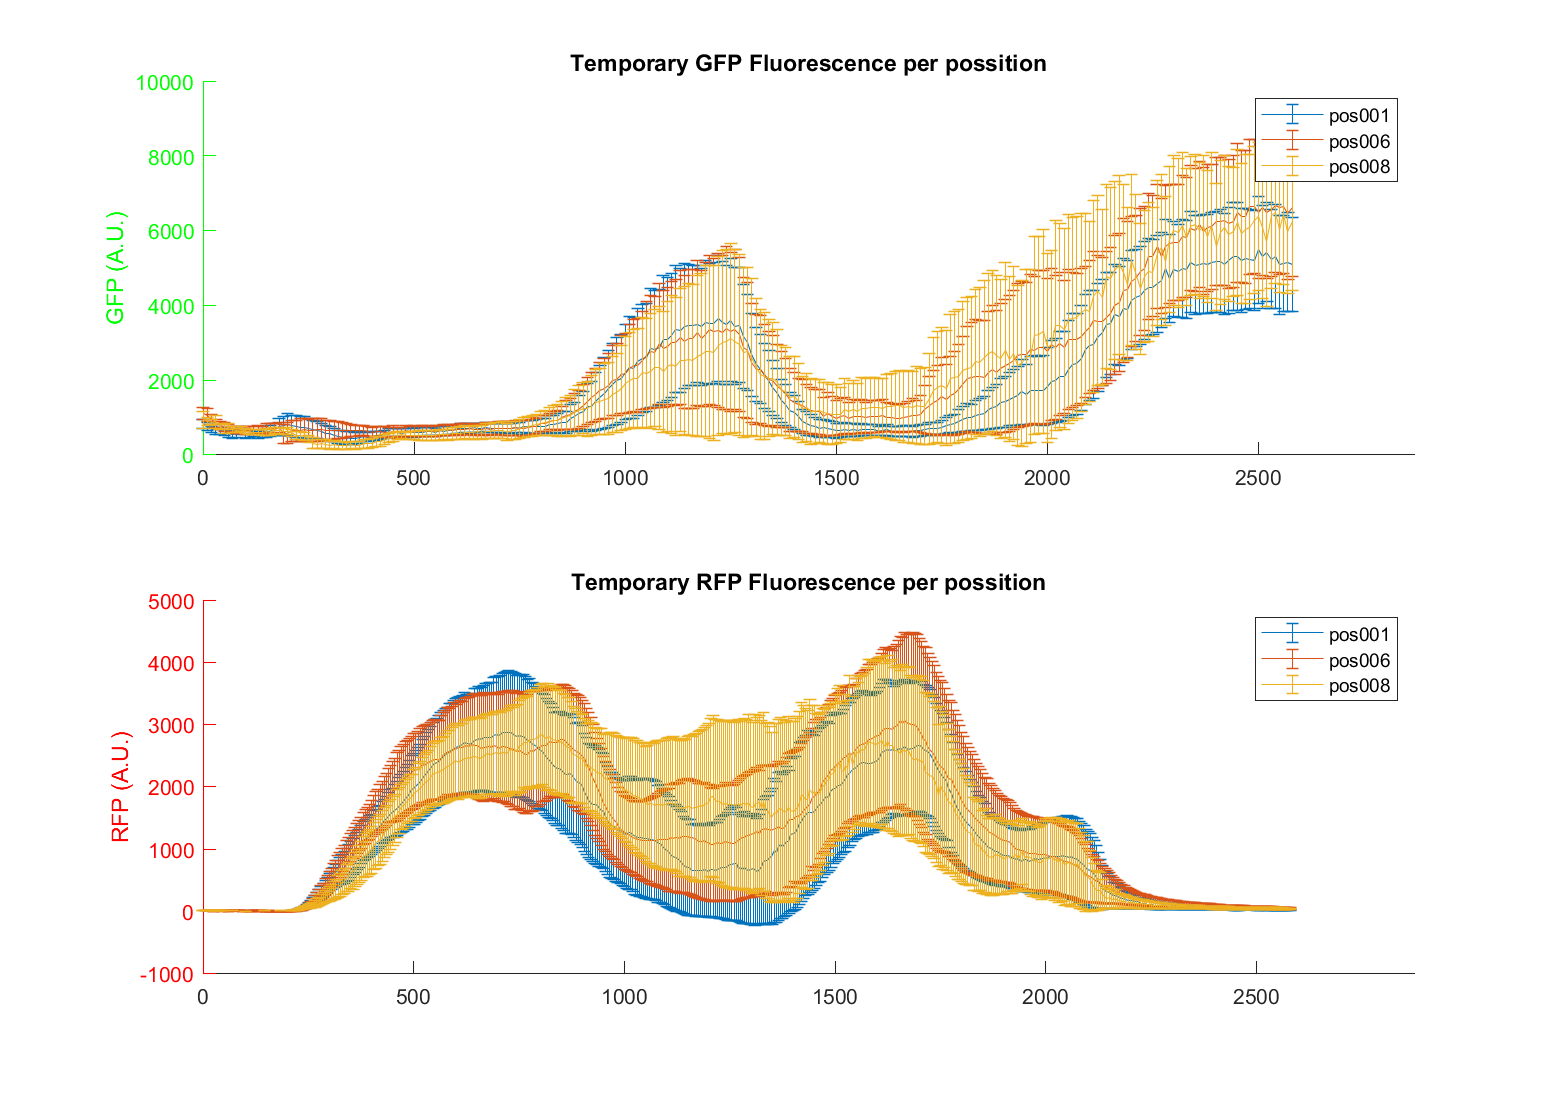 Temporary GFP Fluorescence per possition
GFP (A.U.)
10000
8000
6000
4000
2000
0
0 500 1000 1500 2000 2500
pos001
pos006
pos008
Temporary RFP Fluorescence per possition
RFP (A.U.)
5000
4000
3000
2000
1000
0
-1000
0 500 1000 1500 2000 2500
pos001
pos006
pos008